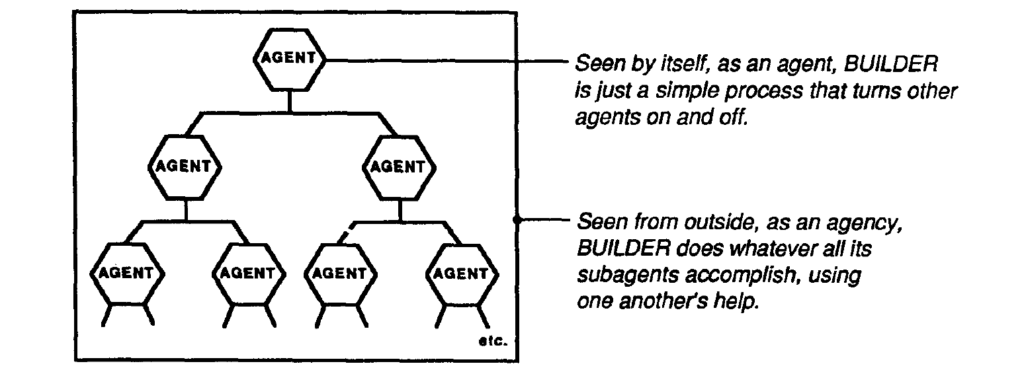 AGENT
Seen by itself, as an agent, BUILDER
is just a simple process that turns other
agents on and off.
AGENT AGENT
Seen from outside, as an agency,
BUILDER does whatever all its
subagents accomplish, using
one another's help.
AGENT AGENT AGENT AGENT
etc.